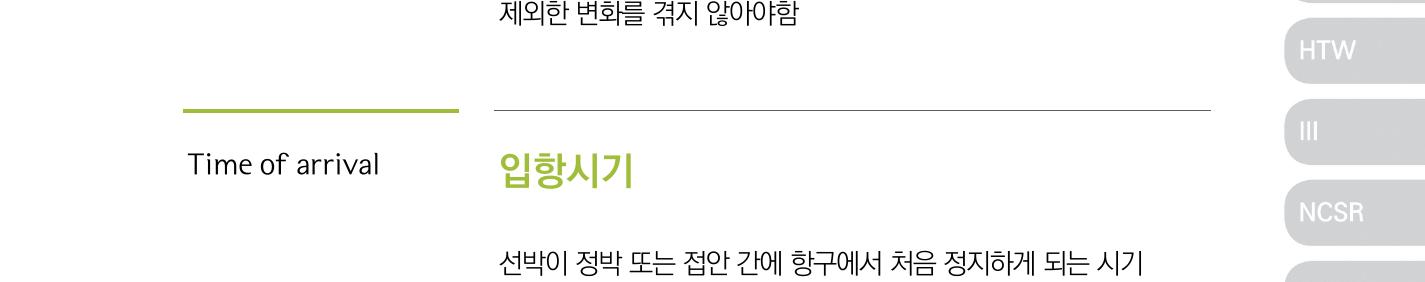 제외한 변화를 겪지 않아야함
HTW
III
Time of arrival
입항시기
NCSR
선박이 정박 또는 접안 간에 항구에서 처음 정지하게 되는 시기